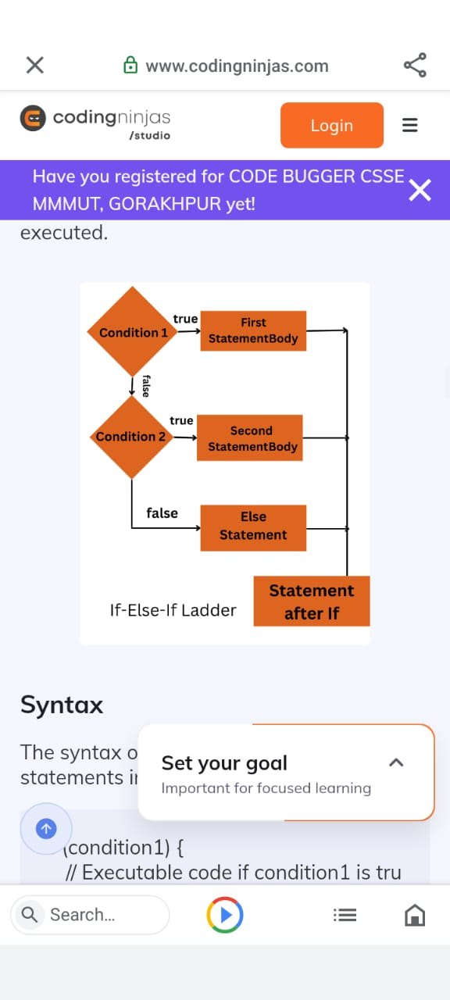 www.codingninjas.com
codingninjas
/studio
Login
Have you registered for CODE BUGGER CSSE
MMMUT, GORAKHPUR yet!
executed.
Condition 1
true
First
StatementBody
false
Condition 2
true
Second
StatementBody
false
Else
Statement
If-Else-If Ladder
Statement
after If
Syntax
The syntax o
statements i
Set your goal
Important for focused learning
(condition1) {
// Executable code if condition1 is tru
Search...